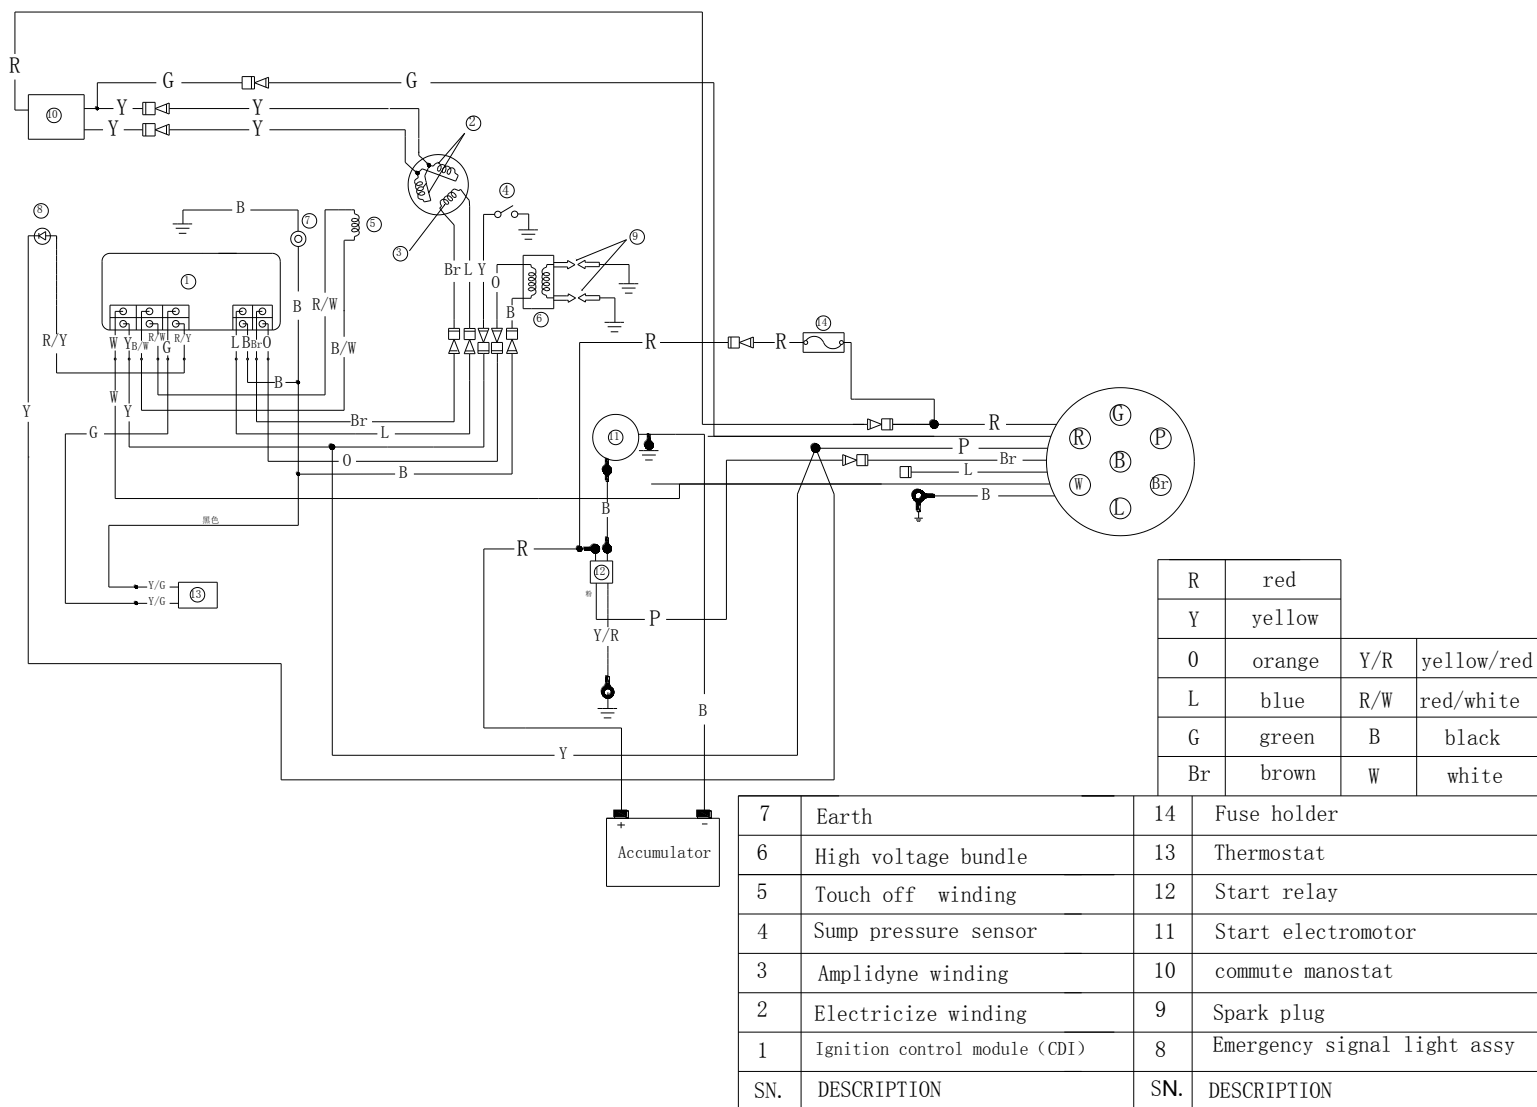 R
G
G
10
Y
Y
Y
Y
2
8
B
7
5
4
3
9
1
Br
L
Y
O
B
6
R/Y
B
R/W
B/W
W
Y
B/W
R/W
G
R/Y
L
B
Br
O
14
R
R
B
W
Y
Y
G
Br
L
O
B
11
R
P
Br
L
B
G
R
P
B
W
Br
L
黑色
B
R
12
Y/G
Y/G
13
粉
P
Y/R
B
Y
+
-
Accumulator
R red
Y yellow
O orange Y/R yellow/red
L blue R/W red/white
G green B black
Br brown W white
7 Earth 14 Fuse holder
6 High voltage bundle 13 Thermostat
5 Touch off winding 12 Start relay
4 Sump pressure sensor 11 Start electromotor
3 Amplidyne winding 10 commute manostat
2 Electricize winding 9 Spark plug
1 Ignition control module（CDI） 8 Emergency signal light assy
SN. DESCRIPTION SN. DESCRIPTION